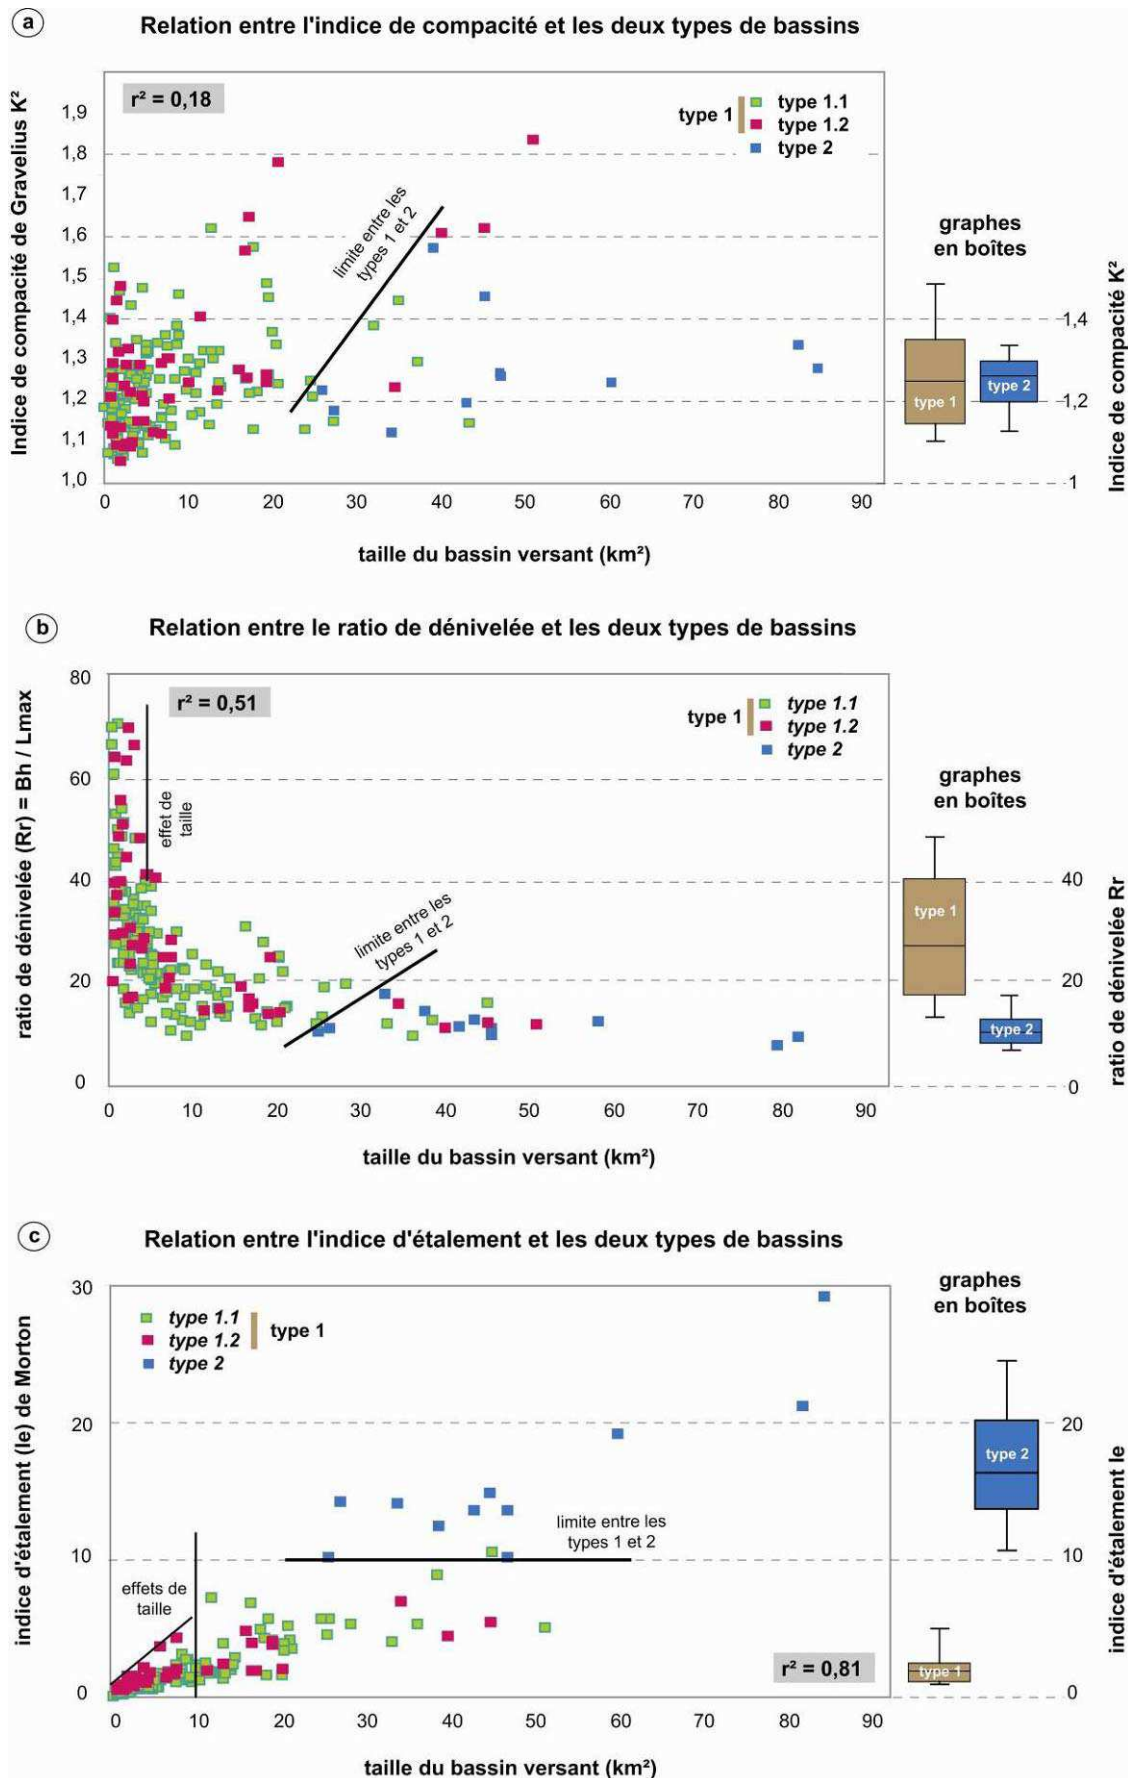 a
Relation entre l'indice de compacité et les deux types de bassins
Indice de compacité de Gravelius K²
1,9
1,8
1,7
1,6
1,5
1,4
1,3
1,2
1,1
1,0
r² = 0,18
type 1
type 1.1
type 1.2
type 2
limite entre les
types 1 et 2
0 10 20 30 40 50 60 70 80 90
taille du bassin versant (km²)
graphes
en boîtes
type 1
type 2
1,4
1,2
1
Indice de compacité K²
b
Relation entre le ratio de dénivelée et les deux types de bassins
ratio de dénivelée (Rr) = Bh / Lmax
80
60
40
20
0
r² = 0,51
effet de
taille
type 1
type 1.1
type 1.2
type 2
limite entre les
types 1 et 2
0 10 20 30 40 50 60 70 80 90
taille du bassin versant (km²)
graphes
en boîtes
type 1
type 2
40
20
0
ratio de dénivelée Rr
c
Relation entre l'indice d'étalement et les deux types de bassins
indice d'étalement (Ie) de Morton
30
20
10
0
type 1.1
type 1.2
type 2
type 1
effets de
taille
limite entre les
types 1 et 2
r² = 0,81
0 10 20 30 40 50 60 70 80 90
taille du bassin versant (km²)
graphes
en boîtes
type 2
type 1
20
10
0
indice d'étalement Ie